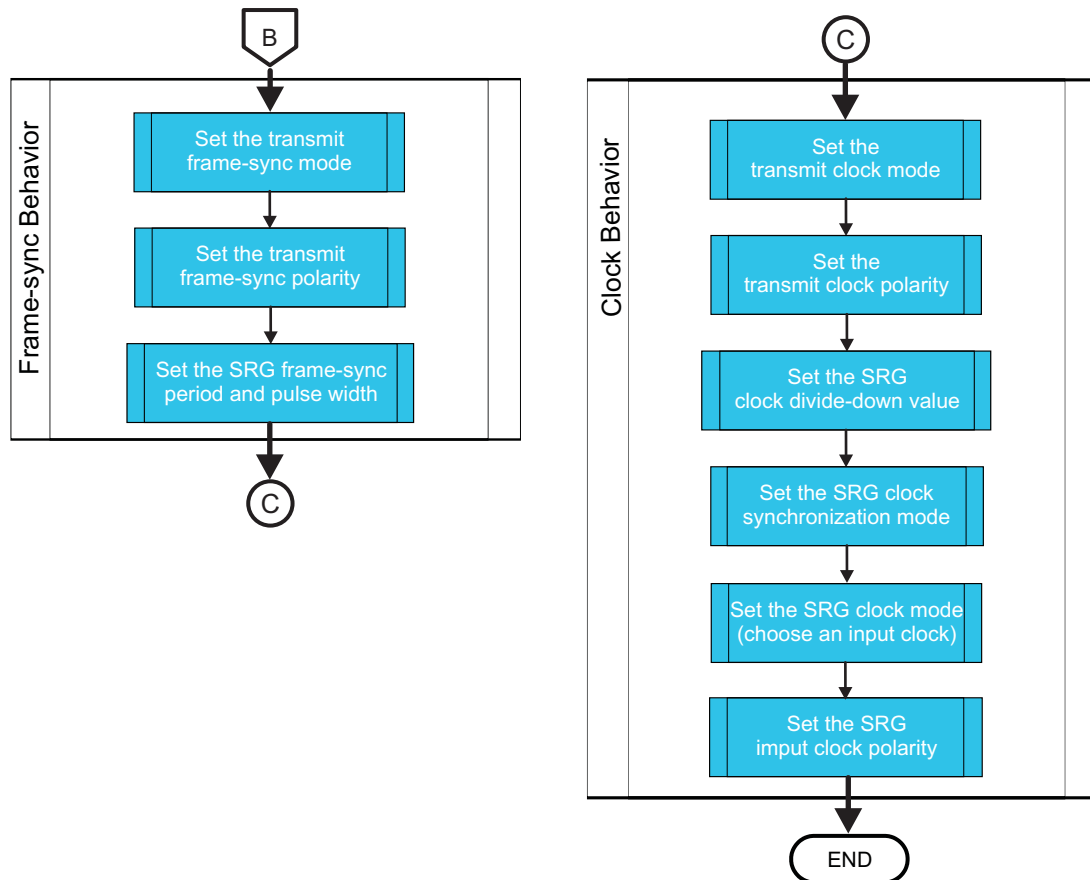 B
Frame-sync Behavior
Set the transmit
frame-sync mode
Set the transmit
frame-sync polarity
Set the SRG frame-sync
period and pulse width
C
C
Clock Behavior
Set the
transmit clock mode
Set the
transmit clock polarity
Set the SRG
clock divide-down value
Set the SRG clock
synchronization mode
Set the SRG clock mode
(choose an input clock)
Set the SRG
imput clock polarity
END